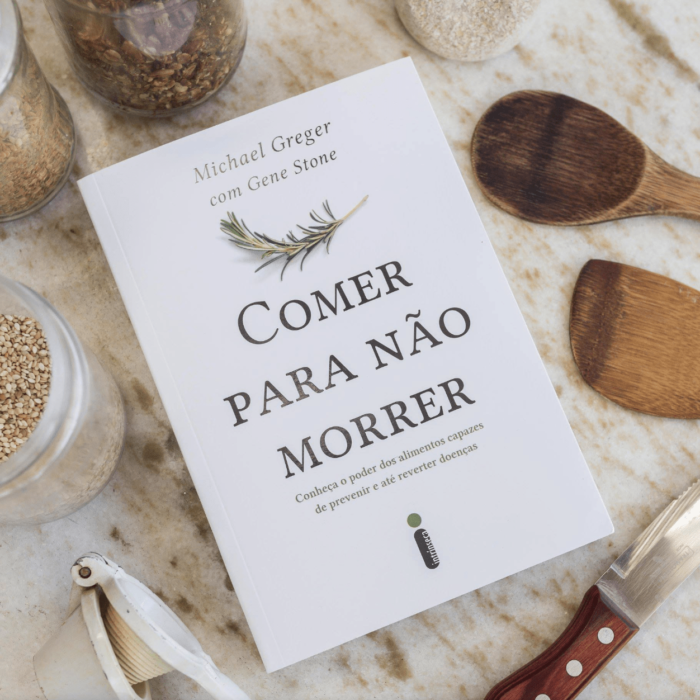 Michael Greger
com Gene Stone
COMER
PARA NÃO
MORRER
Conheça o poder dos alimentos capazes
de prevenir e até reverter doenças
intrínseca